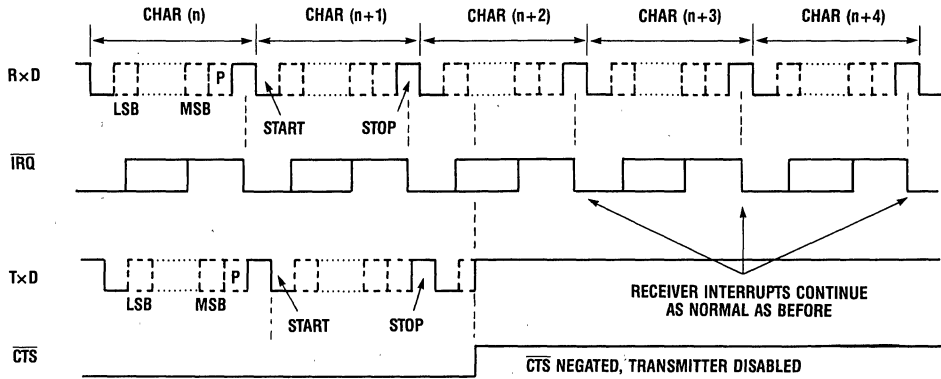 CHAR (n) CHAR (n+1) CHAR (n+2) CHAR (n+3) CHAR (n+4)
R×D
P
LSB MSB
START STOP
IRQ
T×D
P
LSB MSB
START STOP
RECEIVER INTERRUPTS CONTINUE
AS NORMAL AS BEFORE
CTS
CTS NEGATED, TRANSMITTER DISABLED